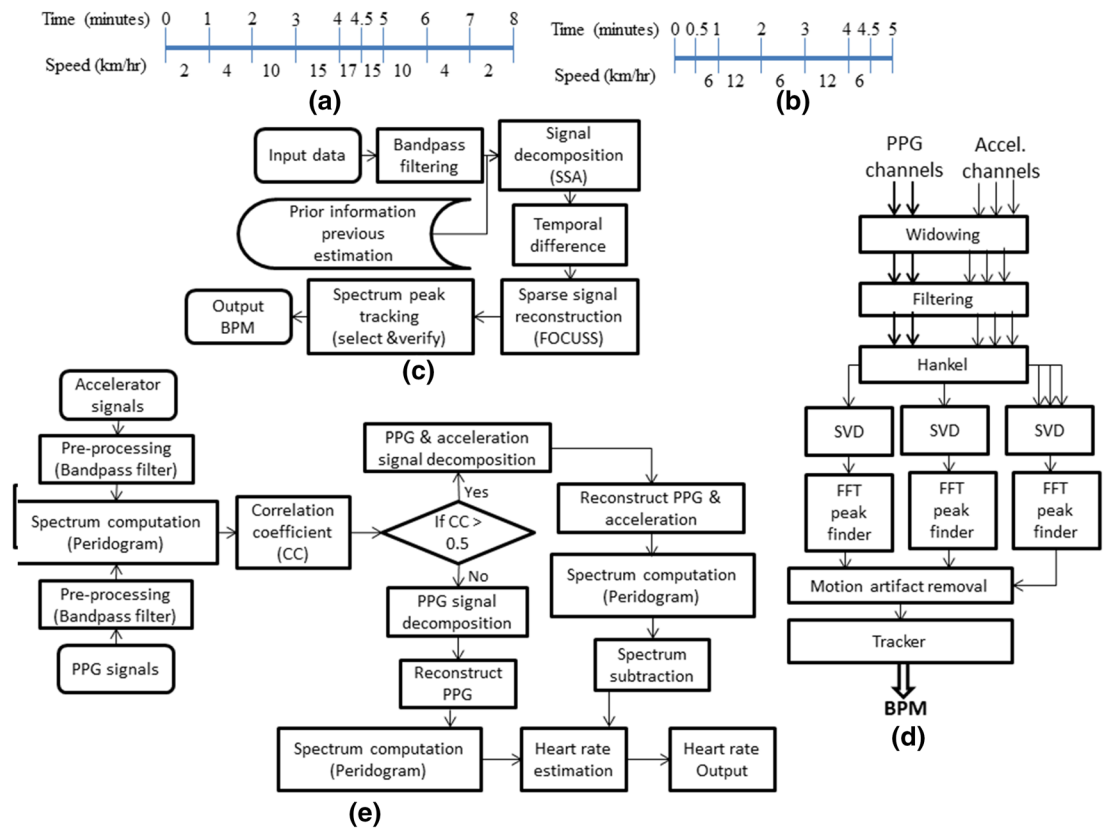 Time (minutes) 0 1 2 3 4 4.5 5 6 7 8
Speed (km/hr) 2 4 10 15 17 15 10 4 2
(a)
Time (minutes) 0 0.5 1 2 3 4 4.5 5
Speed (km/hr) 6 12 6 12 6
(b)
Input data
Bandpass
filtering
Signal
decomposition
(SSA)
Prior information
previous
estimation
Temporal
difference
Output
BPM
Spectrum peak
tracking
(select &verify)
Sparse signal
reconstruction
(FOCUSS)
(c)
PPG
channels
Accel.
channels
Widowing
Filtering
Hankel
SVD
SVD
SVD
FFT
peak
finder
FFT
peak
finder
FFT
peak
finder
Motion artifact removal
Tracker
BPM
(d)
Accelerator
signals
Pre-processing
(Bandpass filter)
Spectrum computation
(Peridogram)
Pre-processing
(Bandpass filter)
PPG signals
Correlation
coefficient
(CC)
PPG & acceleration
signal decomposition
Yes
If CC >
0.5
No
PPG signal
decomposition
Reconstruct
PPG
Spectrum computation
(Peridogram)
Reconstruct PPG &
acceleration
Spectrum computation
(Peridogram)
Spectrum
subtraction
Heart rate
estimation
Heart rate
Output
(e)